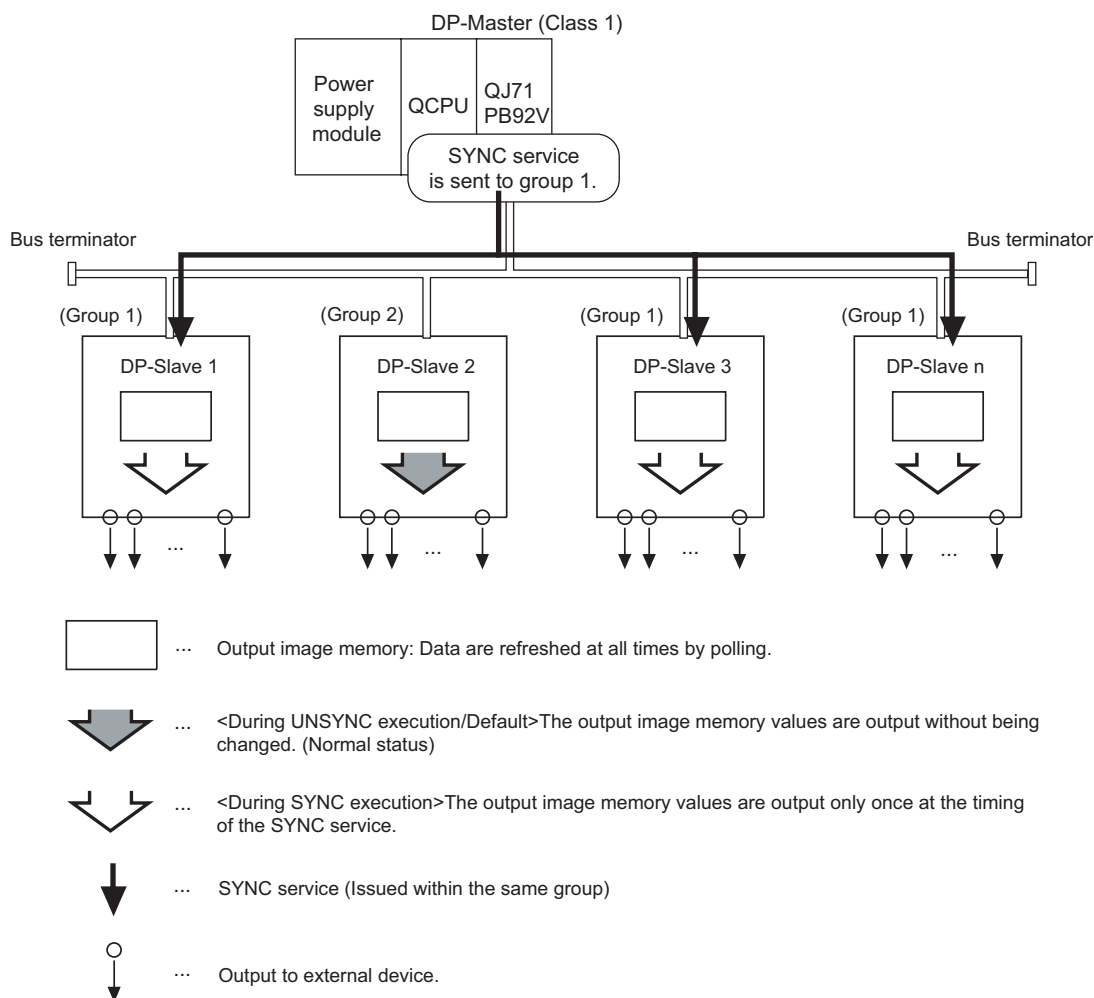 DP-Master (Class 1)
Power
supply
module
QCPU
QJ71
PB92V
SYNC service
is sent to group 1.
Bus terminator
Bus terminator
(Group 1)
(Group 2)
(Group 1)
(Group 1)
DP-Slave 1
DP-Slave 2
DP-Slave 3
DP-Slave n
...
...
...
...
... Output image memory: Data are refreshed at all times by polling.
... <During UNSYNC execution/Default>The output image memory values are output without being
changed. (Normal status)
... <During SYNC execution>The output image memory values are output only once at the timing
of the SYNC service.
... SYNC service (Issued within the same group)
... Output to external device.